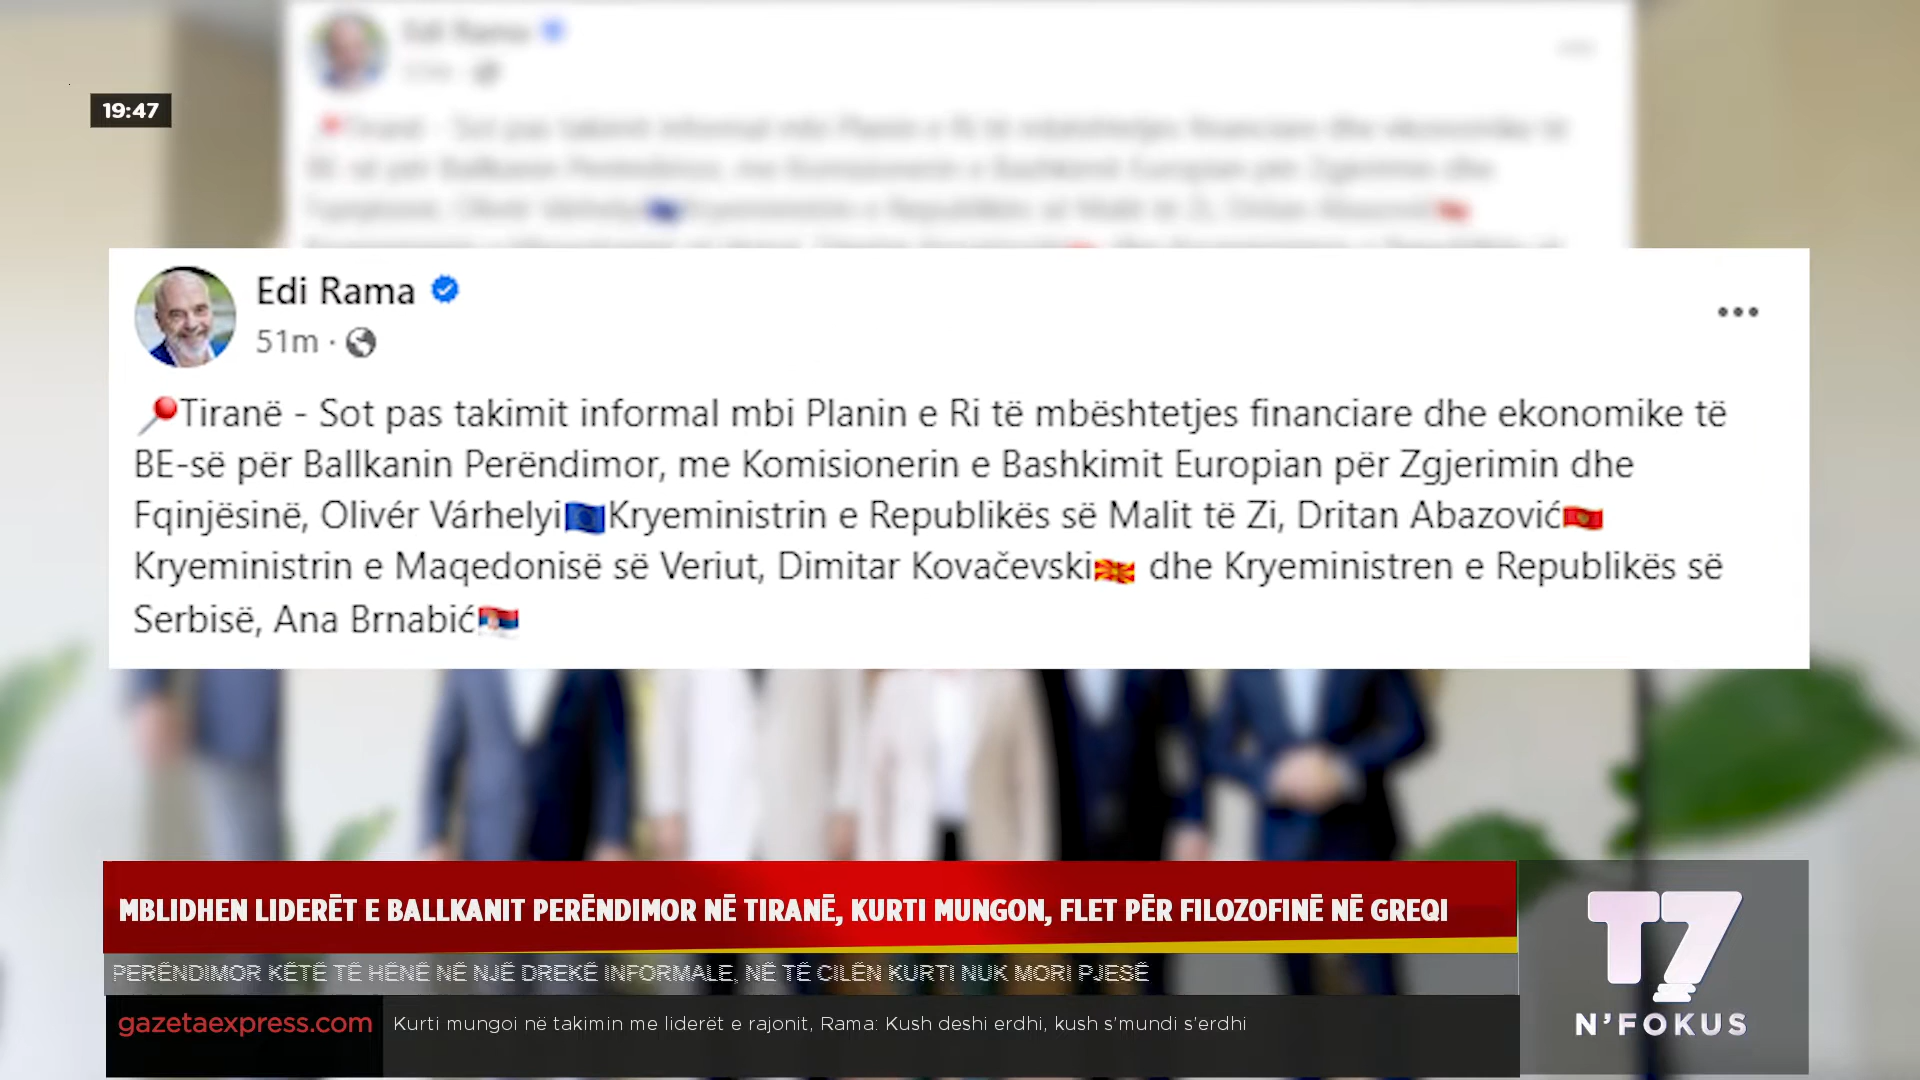 19:47
Edi Rama
51m ·
Tiranë - Sot pas takimit informal mbi Planin e Ri të mbështetjes financiare dhe ekonomike të
BE-së për Ballkanin Perëndimor, me Komisionerin e Bashkimit Europian për Zgjerimin dhe
Fqinjësinë, Olivér Várhelyi🇪🇺Kryeministrin e Republikës së Malit të Zi, Dritan Abazović🇲🇪
Kryeministrin e Maqedonisë së Veriut, Dimitar Kovačevski🇲🇰 dhe Kryeministren e Republikës së
Serbisë, Ana Brnabić🇷🇸
MBLIDHEN LIDERËT E BALLKANIT PERËNDIMOR NË TIRANË, KURTI MUNGON, FLET PËR FILOZOFINË NË GREQI
PERËNDIMOR KËTË TË HËNË NË NJË DREKË INFORMALE, NË TË CILËN KURTI NUK MORI PJESË
gazetaexpress.com Kurti mungoi në takimin me liderët e rajonit, Rama: Kush deshi erdhi, kush s'mundi s'erdhi
T7
N'FOKUS